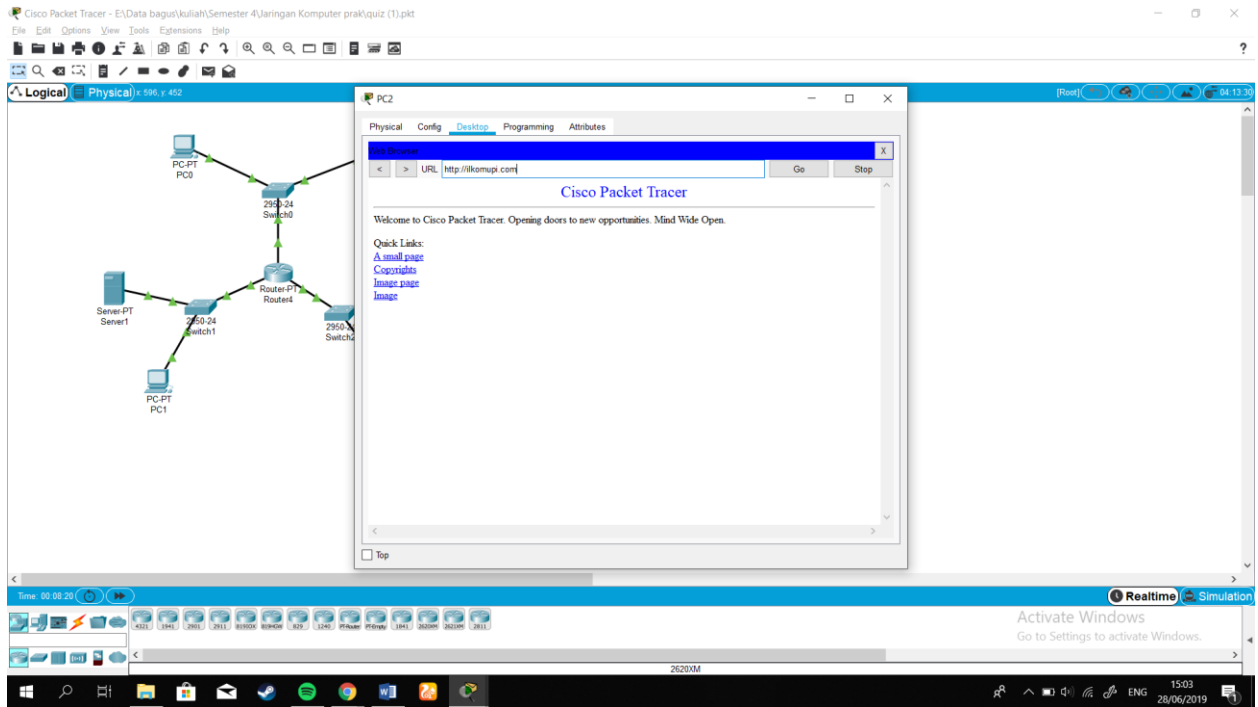 Cisco Packet Tracer - E:\Data bagus\kuliah\Semester 4\Jaringan Komputer prak\quiz (1).pkt
File Edit Options View Tools Extensions Help
?
Logical Physical x: 596, y: 452
[Root] 04:13:30
PC2
Physical Config Desktop Programming Attributes
Web Browser
X
< > URL http://ilkomupi.com Go Stop
Cisco Packet Tracer
Welcome to Cisco Packet Tracer. Opening doors to new opportunities. Mind Wide Open.
Quick Links:
A small page
Copyrights
Image page
Image
Top
PC-PT
PC0
2950-24
Switch0
Router-PT
Router4
Server-PT
Server1
2950-24
Switch1
2950-2
Switch2
PC-PT
PC1
Time: 00:08:20
Realtime Simulation
4321 1941 2901 2911 819IOX 819HGW 829 1240 PT-Router PT-Empty 1841 2620XM 2621XM 2811
Activate Windows
Go to Settings to activate Windows.
2620XM
ENG
15:03
28/06/2019